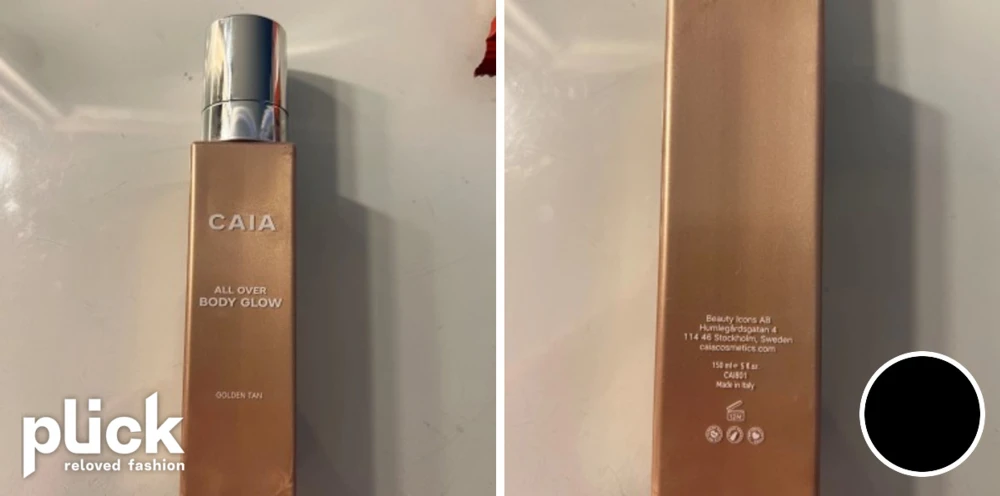 CAIA
ALL OVER
BODY GLOW
GOLDEN TAN
plick
reloved fashion
Beauty Icons AB
Humlegårdsgatan 4
114 46 Stockholm, Sweden
caiacosmetics.com
150 ml e 5 fl oz
CAI801
Made in Italy
12M